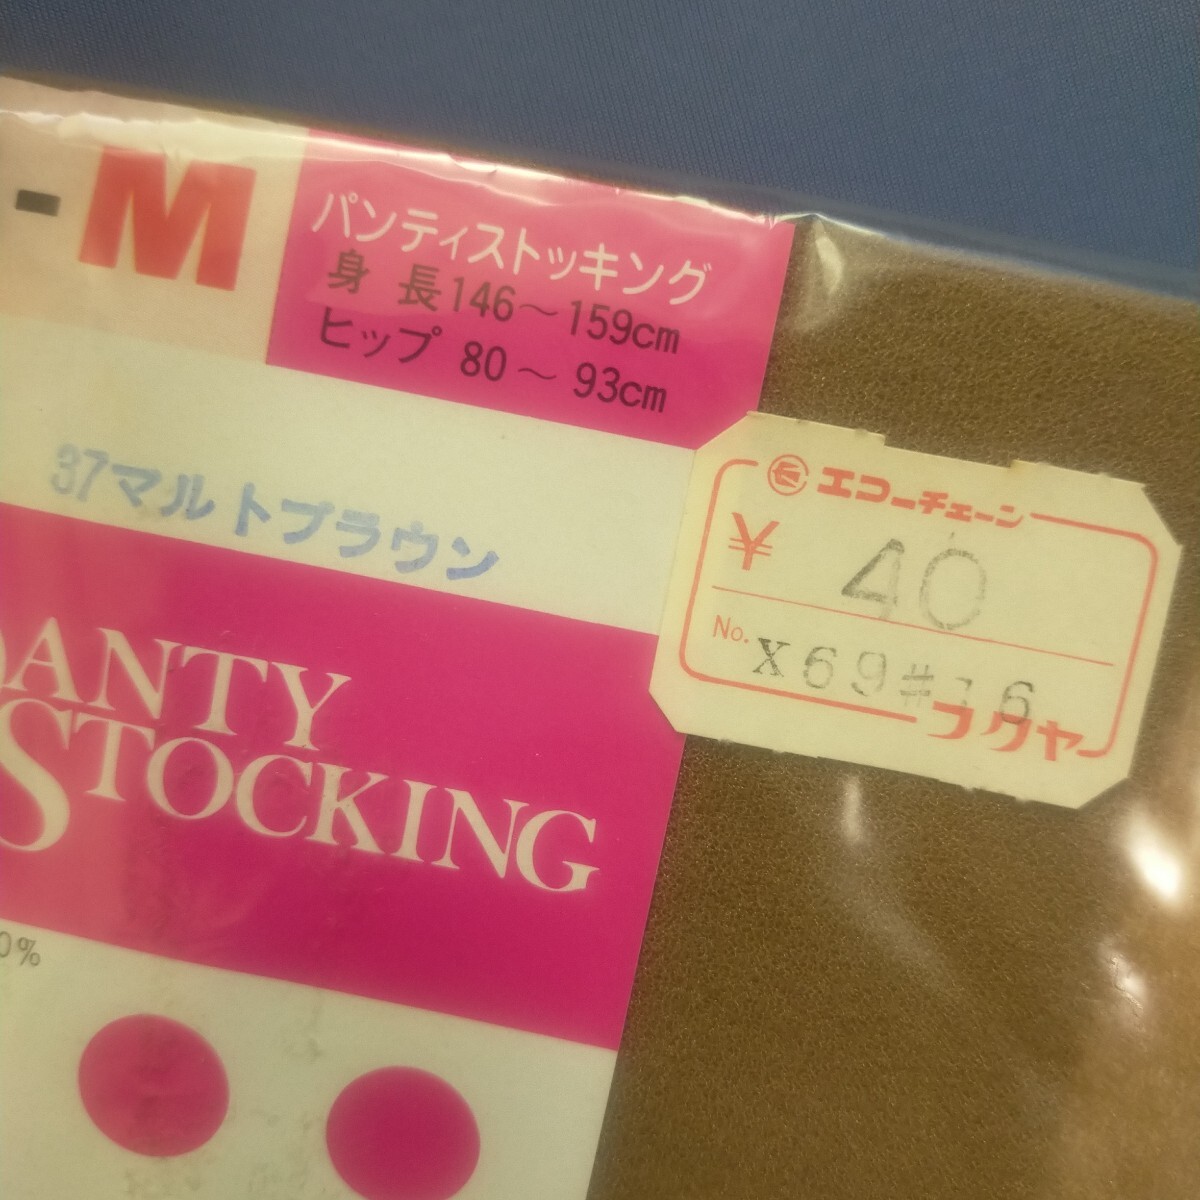 -M
パンティストッキング
身 長146～159cm
ヒップ 80～93cm
37マルトブラウン
PANTY
STOCKING
0%
エコーチェーン
¥ 40
No. X69#16
フクヤ